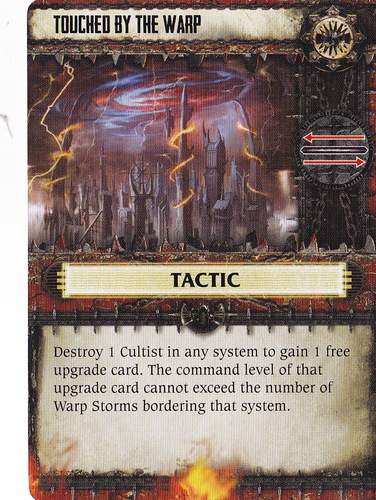 TOUCHED BY THE WARP
TACTIC
Destroy 1 Cultist in any system to gain 1 free
upgrade card. The command level of that
upgrade card cannot exceed the number of
Warp Storms bordering that system.